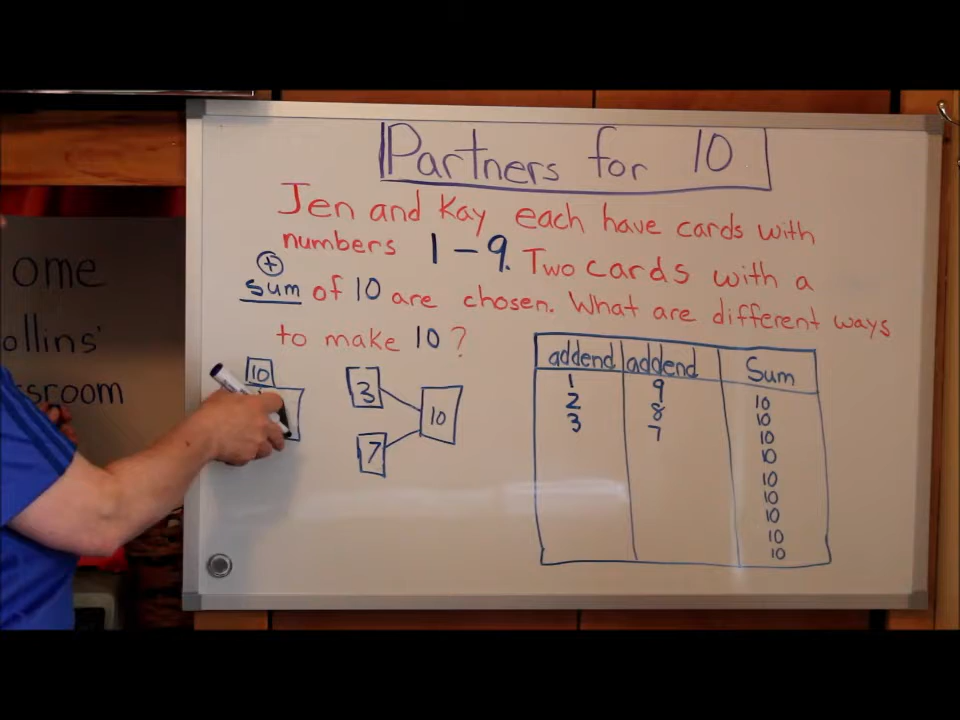 Partners for 10
Jen and Kay each have cards with
numbers 1-9. Two cards with a
+
sum of 10 are chosen. What are different ways
to make 10?
10
3
7
10
addend addend Sum
1 9 10
2 8 10
3 7 10
10
10
10
10
10
10
ome
ollins'
ssroom